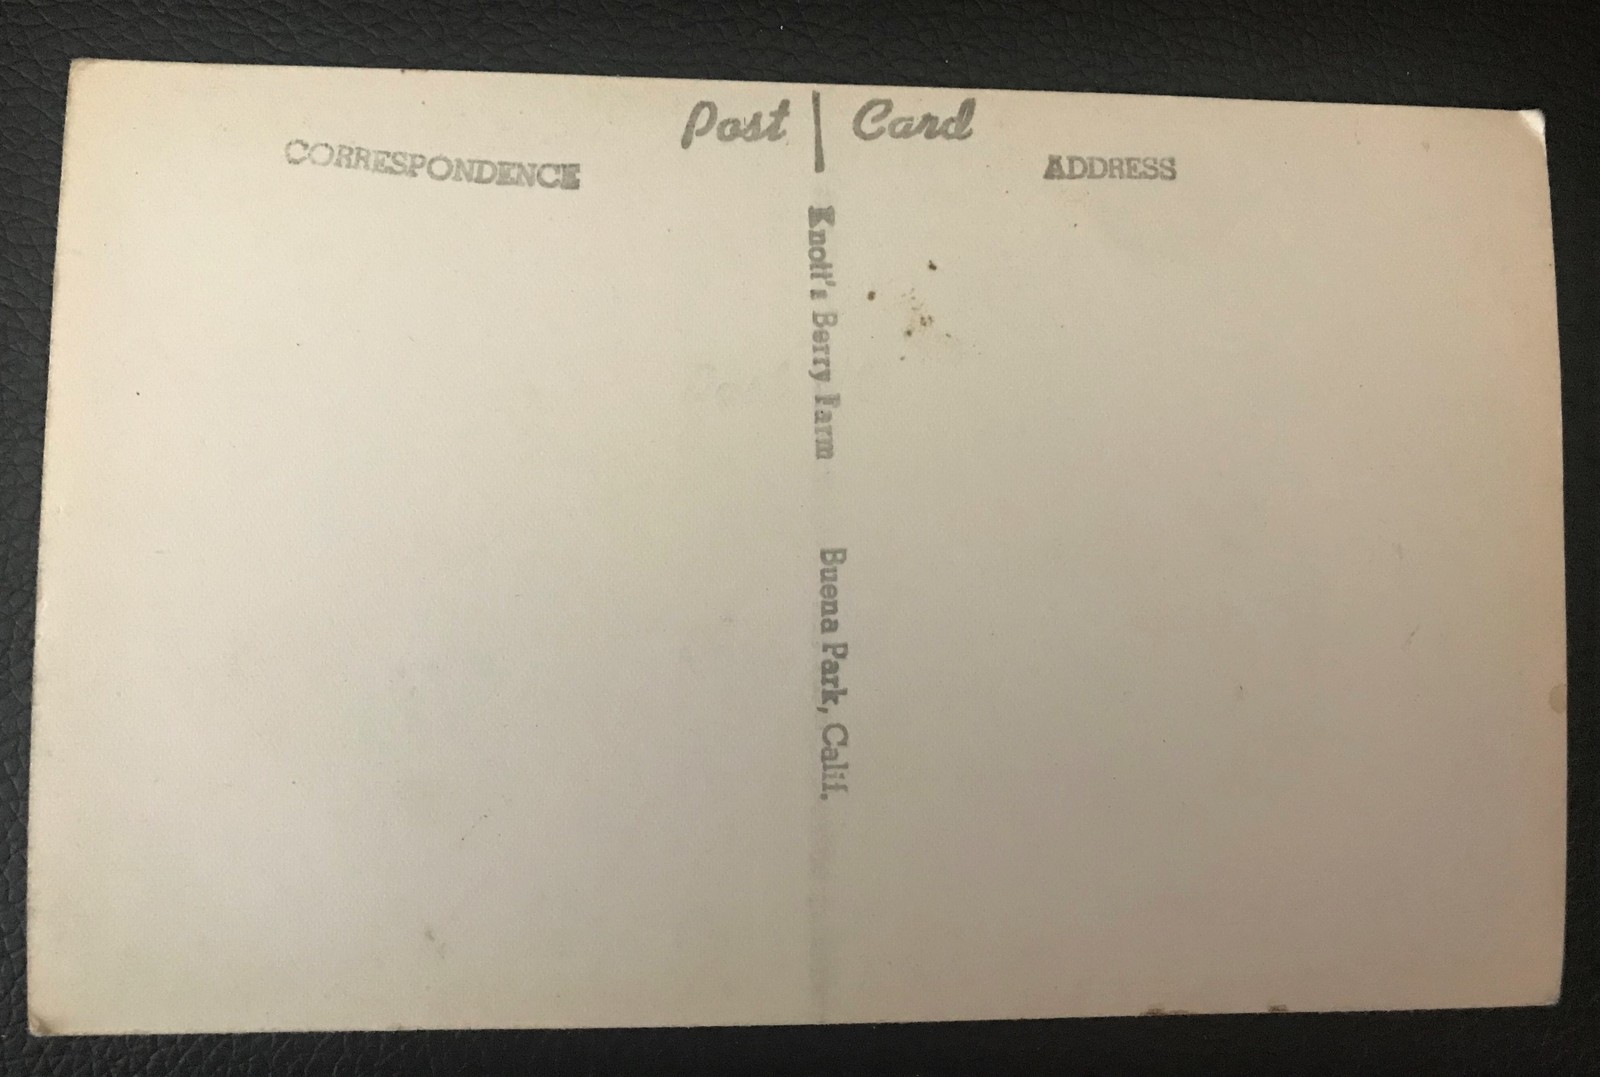 Post Card
CORRESPONDENCE
ADDRESS
Knott's Berry Farm Buena Park, Calif.